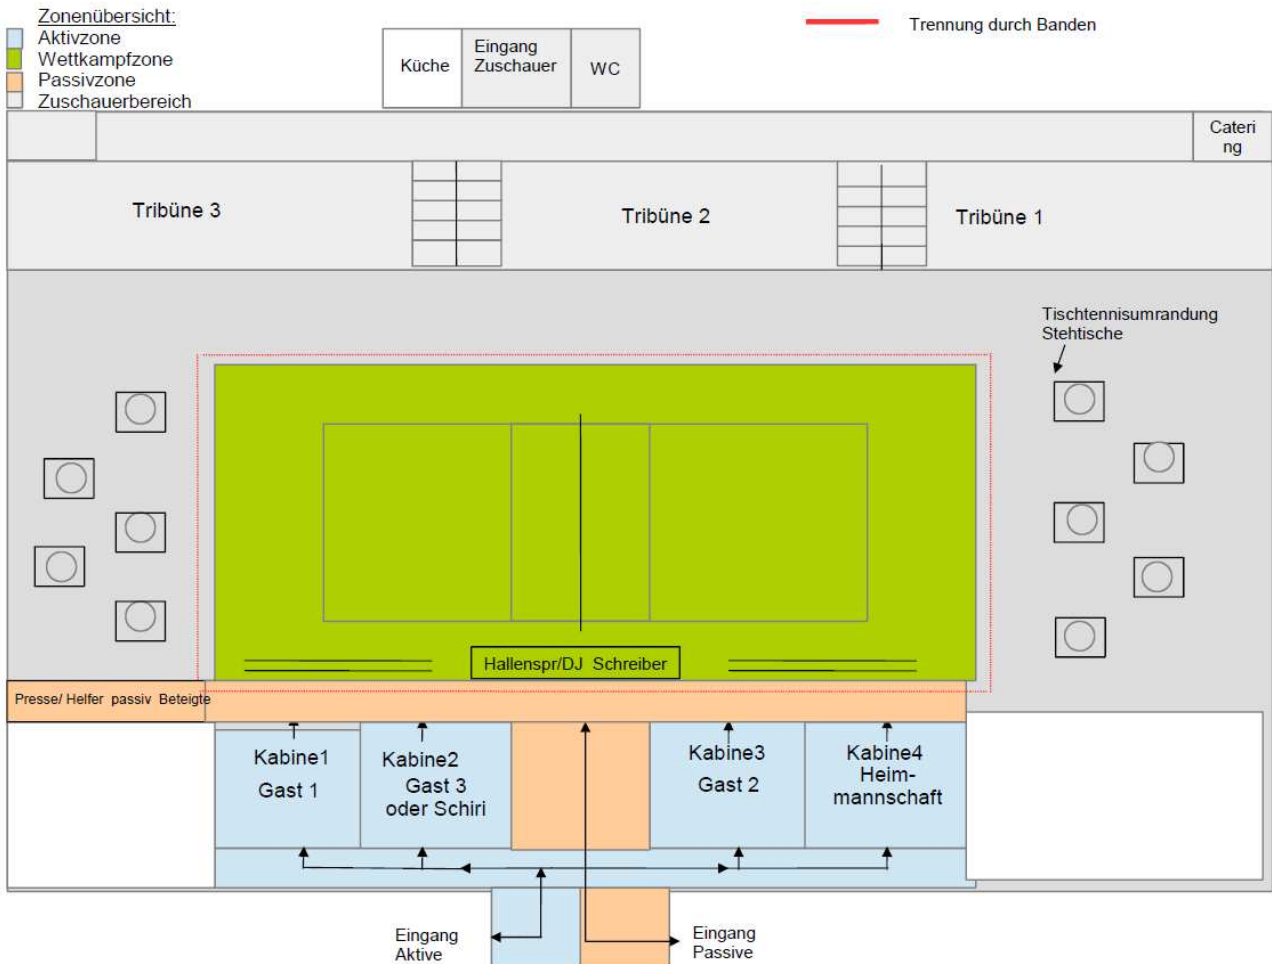 Zonenübersicht:
Aktivzone
Wettkampfzone
Passivzone
Zuschauerbereich
Küche
Eingang
Zuschauer
WC
Trennung durch Banden
Cateri
ng
Tribüne 3
Tribüne 2
Tribüne 1
Tischtennisumrandung
Stehtische
Hallenspr/DJ Schreiber
Presse/ Helfer passiv Beteigte
Kabine1
Gast 1
Kabine2
Gast 3
oder Schiri
Kabine3
Gast 2
Kabine4
Heim-
mannschaft
Eingang
Aktive
Eingang
Passive